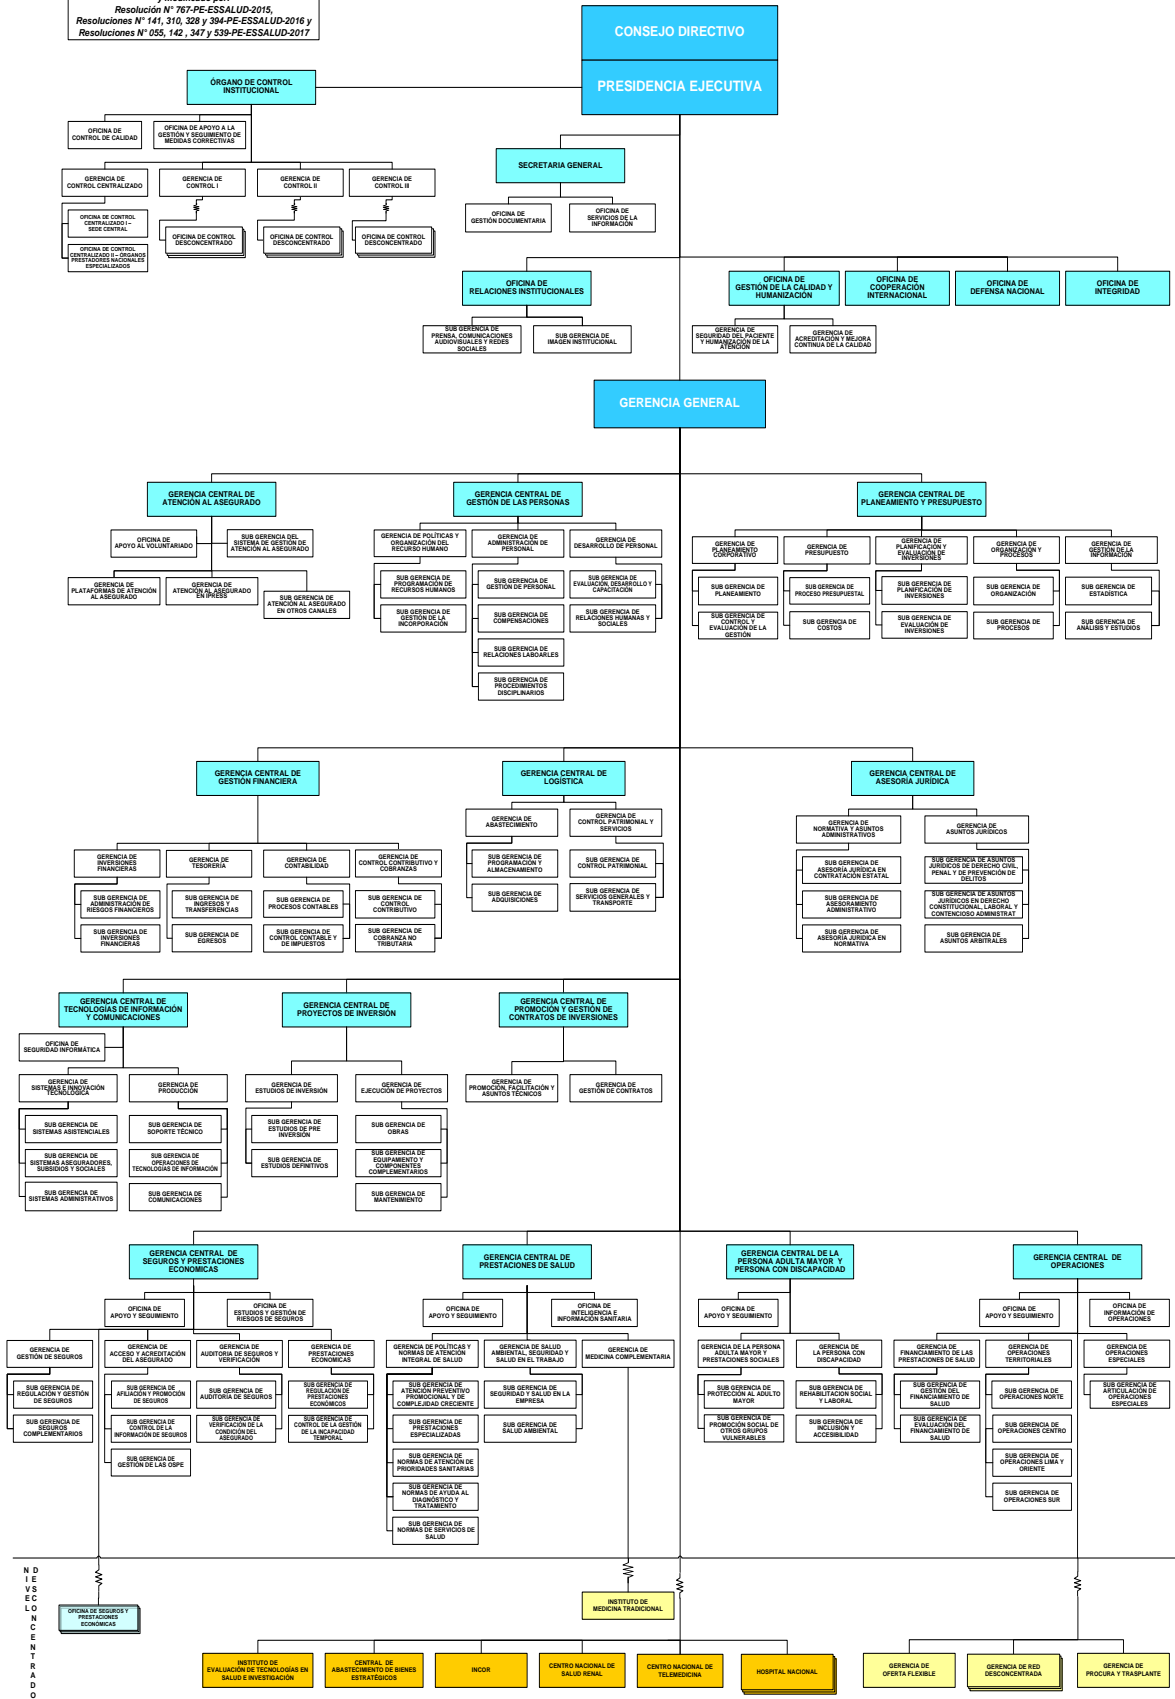 Resolución N° 767-PE-ESSALUD-2015,
Resoluciones N° 141, 310, 328 y 394-PE-ESSALUD-2016 y
Resoluciones N° 055, 142 , 347 y 539-PE-ESSALUD-2017
CONSEJO DIRECTIVO
PRESIDENCIA EJECUTIVA
ÓRGANO DE CONTROL
INSTITUCIONAL
OFICINA DE
CONTROL DE CALIDAD
OFICINA DE APOYO A LA
GESTIÓN Y SEGUIMIENTO DE
MEDIDAS CORRECTIVAS
GERENCIA DE
CONTROL CENTRALIZADO
GERENCIA DE
CONTROL I
GERENCIA DE
CONTROL II
GERENCIA DE
CONTROL III
OFICINA DE CONTROL
CENTRALIZADO I –
SEDE CENTRAL
OFICINA DE CONTROL
CENTRALIZADO II – ÓRGANOS
PRESTADORES NACIONALES
ESPECIALIZADOS
OFICINA DE CONTROL
DESCONCENTRADO
OFICINA DE CONTROL
DESCONCENTRADO
OFICINA DE CONTROL
DESCONCENTRADO
SECRETARIA GENERAL
OFICINA DE
GESTIÓN DOCUMENTARIA
OFICINA DE
SERVICIOS DE LA
INFORMACIÓN
OFICINA DE
RELACIONES INSTITUCIONALES
SUB GERENCIA DE
PRENSA, COMUNICACIONES
AUDIOVISUALES Y REDES
SOCIALES
SUB GERENCIA DE
IMAGEN INSTITUCIONAL
OFICINA DE
GESTIÓN DE LA CALIDAD Y
HUMANIZACIÓN
OFICINA DE
COOPERACIÓN
INTERNACIONAL
OFICINA DE
DEFENSA NACIONAL
OFICINA DE
INTEGRIDAD
GERENCIA DE
SEGURIDAD DEL PACIENTE
Y HUMANIZACIÓN DE LA
ATENCIÓN
GERENCIA DE
ACREDITACIÓN Y MEJORA
CONTINUA DE LA CALIDAD
GERENCIA GENERAL
GERENCIA CENTRAL DE
ATENCIÓN AL ASEGURADO
OFICINA DE
APOYO AL VOLUNTARIADO
SUB GERENCIA DEL
SISTEMA DE GESTIÓN DE
ATENCIÓN AL ASEGURADO
GERENCIA DE
PLATAFORMAS DE ATENCIÓN
AL ASEGURADO
GERENCIA DE
ATENCIÓN AL ASEGURADO
EN IPRESS
SUB GERENCIA DE
ATENCIÓN AL ASEGURADO
EN OTROS CANALES
GERENCIA CENTRAL DE
GESTIÓN DE LAS PERSONAS
GERENCIA DE POLÍTICAS Y
ORGANIZACIÓN DEL
RECURSO HUMANO
GERENCIA DE
ADMINISTRACIÓN DE
PERSONAL
GERENCIA DE
DESARROLLO DE PERSONAL
SUB GERENCIA DE
PROGRAMACIÓN DE
RECURSOS HUMANOS
SUB GERENCIA DE
GESTIÓN DE PERSONAL
SUB GERENCIA DE
EVALUACIÓN, DESARROLLO Y
CAPACITACIÓN
SUB GERENCIA DE
GESTIÓN DE LA
INCORPORACIÓN
SUB GERENCIA DE
COMPENSACIONES
SUB GERENCIA DE
RELACIONES HUMANAS Y
SOCIALES
SUB GERENCIA DE
RELACIONES LABOARLES
SUB GERENCIA DE
PROCEDIMIENTOS
DISCIPLINARIOS
GERENCIA CENTRAL DE
PLANEAMIENTO Y PRESUPUESTO
GERENCIA DE
PLANEAMIENTO
CORPORATIVO
GERENCIA DE
PRESUPUESTO
GERENCIA DE
PLANIFICACIÓN Y
EVALUACIÓN DE
INVERSIONES
GERENCIA DE
ORGANIZACIÓN Y
PROCESOS
GERENCIA DE
GESTIÓN DE LA
INFORMACIÓN
SUB GERENCIA DE
PLANEAMIENTO
SUB GERENCIA DE
PROCESO PRESUPUESTAL
SUB GERENCIA DE
PLANIFICACIÓN DE
INVERSIONES
SUB GERENCIA DE
ORGANIZACIÓN
SUB GERENCIA DE
ESTADÍSTICA
SUB GERENCIA DE
CONTROL Y
EVALUACIÓN DE LA
GESTIÓN
SUB GERENCIA DE
COSTOS
SUB GERENCIA DE
EVALUACIÓN DE
INVERSIONES
SUB GERENCIA DE
PROCESOS
SUB GERENCIA DE
ANÁLISIS Y ESTUDIOS
GERENCIA CENTRAL DE
GESTIÓN FINANCIERA
GERENCIA DE
INVERSIONES
FINANCIERAS
GERENCIA DE
TESORERÍA
GERENCIA DE
CONTABILIDAD
GERENCIA DE
CONTROL CONTRIBUTIVO Y
COBRANZAS
SUB GERENCIA DE
ADMINISTRACIÓN DE
RIESGOS FINANCIEROS
SUB GERENCIA DE
INGRESOS Y
TRANSFERENCIAS
SUB GERENCIA DE
PROCESOS CONTABLES
SUB GERENCIA DE
CONTROL
CONTRIBUTIVO
SUB GERENCIA DE
INVERSIONES
FINANCIERAS
SUB GERENCIA DE
EGRESOS
SUB GERENCIA DE
CONTROL CONTABLE Y
DE IMPUESTOS
SUB GERENCIA DE
COBRANZA NO
TRIBUTARIA
GERENCIA CENTRAL DE
LOGÍSTICA
GERENCIA DE
ABASTECIMIENTO
GERENCIA DE
CONTROL PATRIMONIAL Y
SERVICIOS
SUB GERENCIA DE
PROGRAMACIÓN Y
ALMACENAMIENTO
SUB GERENCIA DE
CONTROL PATRIMONIAL
SUB GERENCIA DE
ADQUISICIONES
SUB GERENCIA DE
SERVICIOS GENERALES Y
TRANSPORTE
GERENCIA CENTRAL DE
ASESORÍA JURÍDICA
GERENCIA DE
NORMATIVA Y ASUNTOS
ADMINISTRATIVOS
GERENCIA DE
ASUNTOS JURÍDICOS
SUB GERENCIA DE
ASESORÍA JURÍDICA EN
CONTRATACIÓN ESTATAL
SUB GERENCIA DE ASUNTOS
JURÍDICOS DE DERECHO CIVIL,
PENAL Y DE PREVENCIÓN DE
DELITOS
SUB GERENCIA DE
ASESORAMIENTO
ADMINISTRATIVO
SUB GERENCIA DE ASUNTOS
JURÍDICOS EN DERECHO
CONSTITUCIONAL, LABORAL Y
CONTENCIOSO ADMINISTRAT
SUB GERENCIA DE
ASESORÍA JURÍDICA EN
NORMATIVA
SUB GERENCIA DE
ASUNTOS ARBITRALES
GERENCIA CENTRAL DE
TECNOLOGÍAS DE INFORMACIÓN
Y COMUNICACIONES
OFICINA DE
SEGURIDAD INFORMÁTICA
GERENCIA DE
SISTEMAS E INNOVACIÓN
TECNOLÓGICA
GERENCIA DE
PRODUCCIÓN
SUB GERENCIA DE
SISTEMAS ASISTENCIALES
SUB GERENCIA DE
SOPORTE TÉCNICO
SUB GERENCIA DE
SISTEMAS ASEGURADORES,
SUBSIDIOS Y SOCIALES
SUB GERENCIA DE
OPERACIONES DE
TECNOLOGÍAS DE INFORMACIÓN
SUB GERENCIA DE
SISTEMAS ADMINISTRATIVOS
SUB GERENCIA DE
COMUNICACIONES
GERENCIA CENTRAL DE
PROYECTOS DE INVERSIÓN
GERENCIA DE
ESTUDIOS DE INVERSIÓN
GERENCIA DE
EJECUCIÓN DE PROYECTOS
SUB GERENCIA DE
ESTUDIOS DE PRE
INVERSIÓN
SUB GERENCIA DE
OBRAS
SUB GERENCIA DE
ESTUDIOS DEFINITIVOS
SUB GERENCIA DE
EQUIPAMIENTO Y
COMPONENTES
COMPLEMENTARIOS
SUB GERENCIA DE
MANTENIMIENTO
GERENCIA CENTRAL DE
PROMOCIÓN Y GESTIÓN DE
CONTRATOS DE INVERSIONES
GERENCIA DE
PROMOCIÓN, FACILITACIÓN Y
ASUNTOS TÉCNICOS
GERENCIA DE
GESTIÓN DE CONTRATOS
GERENCIA CENTRAL DE
SEGUROS Y PRESTACIONES
ECONOMICAS
OFICINA DE
APOYO Y SEGUIMIENTO
OFICINA DE
ESTUDIOS Y GESTIÓN DE
RIESGOS DE SEGUROS
GERENCIA DE
GESTIÓN DE SEGUROS
GERENCIA DE
ACCESO Y ACREDITACIÓN
DEL ASEGURADO
GERENCIA DE
AUDITORIA DE SEGUROS Y
VERIFICACIÓN
GERENCIA DE
PRESTACIONES
ECONOMICAS
SUB GERENCIA DE
REGULACIÓN Y GESTIÓN
DE SEGUROS
SUB GERENCIA DE
AFILIACIÓN Y PROMOCIÓN
DE SEGUROS
SUB GERENCIA DE
AUDITORIA DE SEGUROS
SUB GERENCIA DE
REGULACIÓN DE
PRESTACIONES
ECONÓMICOS
SUB GERENCIA DE
SEGUROS
COMPLEMENTARIOS
SUB GERENCIA DE
CONTROL DE LA
INFORMACIÓN DE SEGUROS
SUB GERENCIA DE
VERIFICACIÓN DE LA
CONDICIÓN DEL
ASEGURADO
SUB GERENCIA DE
CONTROL DE LA GESTIÓN
DE LA INCAPACIDAD
TEMPORAL
SUB GERENCIA DE
GESTIÓN DE LAS OSPE
GERENCIA CENTRAL DE
PRESTACIONES DE SALUD
OFICINA DE
APOYO Y SEGUIMIENTO
OFICINA DE
INTELIGENCIA E
INFORMACIÓN SANITARIA
GERENCIA DE POLÍTICAS Y
NORMAS DE ATENCIÓN
INTEGRAL DE SALUD
GERENCIA DE SALUD
AMBIENTAL, SEGURIDAD Y
SALUD EN EL TRABAJO
GERENCIA DE
MEDICINA COMPLEMENTARIA
SUB GERENCIA DE
ATENCIÓN PREVENTIVO
PROMOCIONAL Y DE
COMPLEJIDAD CRECIENTE
SUB GERENCIA DE
SEGURIDAD Y SALUD EN LA
EMPRESA
SUB GERENCIA DE
PRESTACIONES
ESPECIALIZADAS
SUB GERENCIA DE
SALUD AMBIENTAL
SUB GERENCIA DE
NORMAS DE ATENCIÓN DE
PRIORIDADES SANITARIAS
SUB GERENCIA DE
NORMAS DE AYUDA AL
DIAGNÓSTICO Y
TRATAMIENTO
SUB GERENCIA DE
NORMAS DE SERVICIOS DE
SALUD
GERENCIA CENTRAL DE LA
PERSONA ADULTA MAYOR Y
PERSONA CON DISCAPACIDAD
OFICINA DE
APOYO Y SEGUIMIENTO
GERENCIA DE LA PERSONA
ADULTA MAYOR Y
PRESTACIONES SOCIALES
GERENCIA DE
LA PERSONA CON
DISCAPACIDAD
SUB GERENCIA DE
PROTECCIÓN AL ADULTO
MAYOR
SUB GERENCIA DE
REHABILITACION SOCIAL
Y LABORAL
SUB GERENCIA DE
PROMOCIÓN SOCIAL DE
OTROS GRUPOS
VULNERABLES
SUB GERENCIA DE
INCLUSIÓN Y
ACCESIBILIDAD
GERENCIA CENTRAL DE
OPERACIONES
OFICINA DE
APOYO Y SEGUIMIENTO
OFICINA DE
INFORMACIÓN DE
OPERACIONES
GERENCIA DE
FINANCIAMIENTO DE LAS
PRESTACIONES DE SALUD
GERENCIA DE
OPERACIONES
TERRITORIALES
GERENCIA DE
OPERACIONES
ESPECIALES
SUB GERENCIA DE
GESTIÓN DEL
FINANCIAMIENTO DE
SALUD
SUB GERENCIA DE
OPERACIONES NORTE
SUB GERENCIA DE
ARTICULACIÓN DE OPERACIONES
ESPECIALES
SUB GERENCIA DE
EVALUACIÓN DEL
FINANCIAMIENTO DE
SALUD
SUB GERENCIA DE
OPERACIONES CENTRO
SUB GERENCIA DE
OPERACIONES LIMA Y
ORIENTE
SUB GERENCIA DE
OPERACIONES SUR
NIVEL
DESCONCENTRADO
OFICINA DE SEGUROS Y
PRESTACIONES
ECONÓMICAS
INSTITUTO DE
MEDICINA TRADICIONAL
INSTITUTO DE
EVALUACIÓN DE TECNOLOGÍAS EN
SALUD E INVESTIGACIÓN
CENTRAL DE
ABASTECIMIENTO DE BIENES
ESTRATÉGICOS
INCOR
CENTRO NACIONAL DE
SALUD RENAL
CENTRO NACIONAL DE
TELEMEDICINA
HOSPITAL NACIONAL
GERENCIA DE
OFERTA FLEXIBLE
GERENCIA DE RED
DESCONCENTRADA
GERENCIA DE
PROCURA Y TRASPLANTE